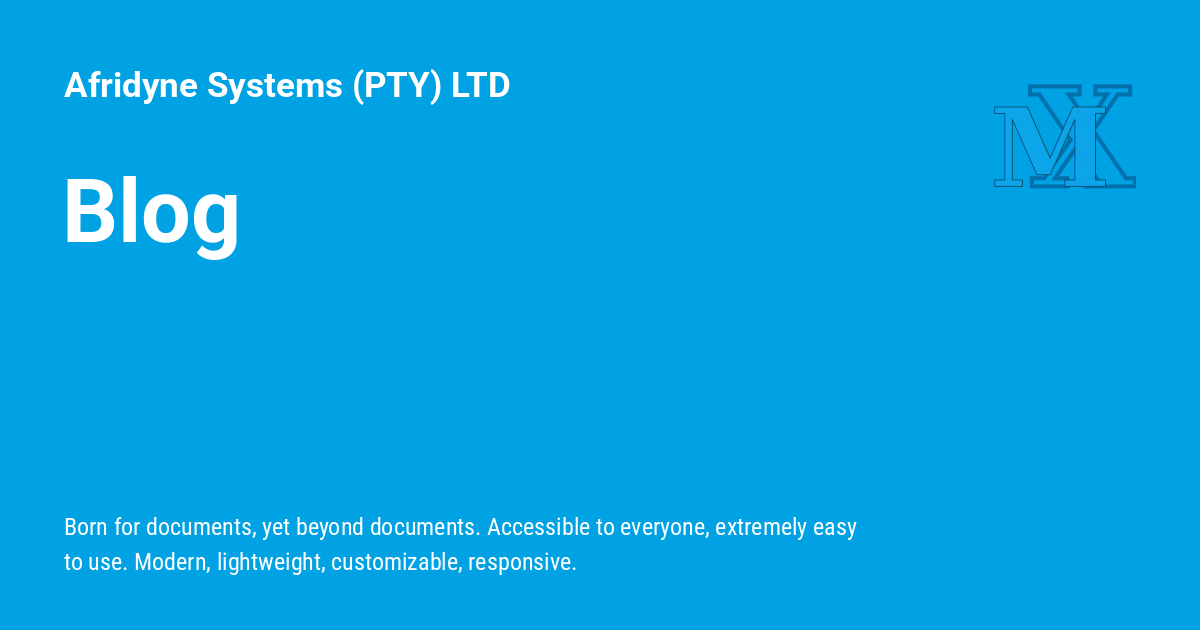 Afridyne Systems (PTY) LTD
MX
Blog
Born for documents, yet beyond documents. Accessible to everyone, extremely easy
to use. Modern, lightweight, customizable, responsive.